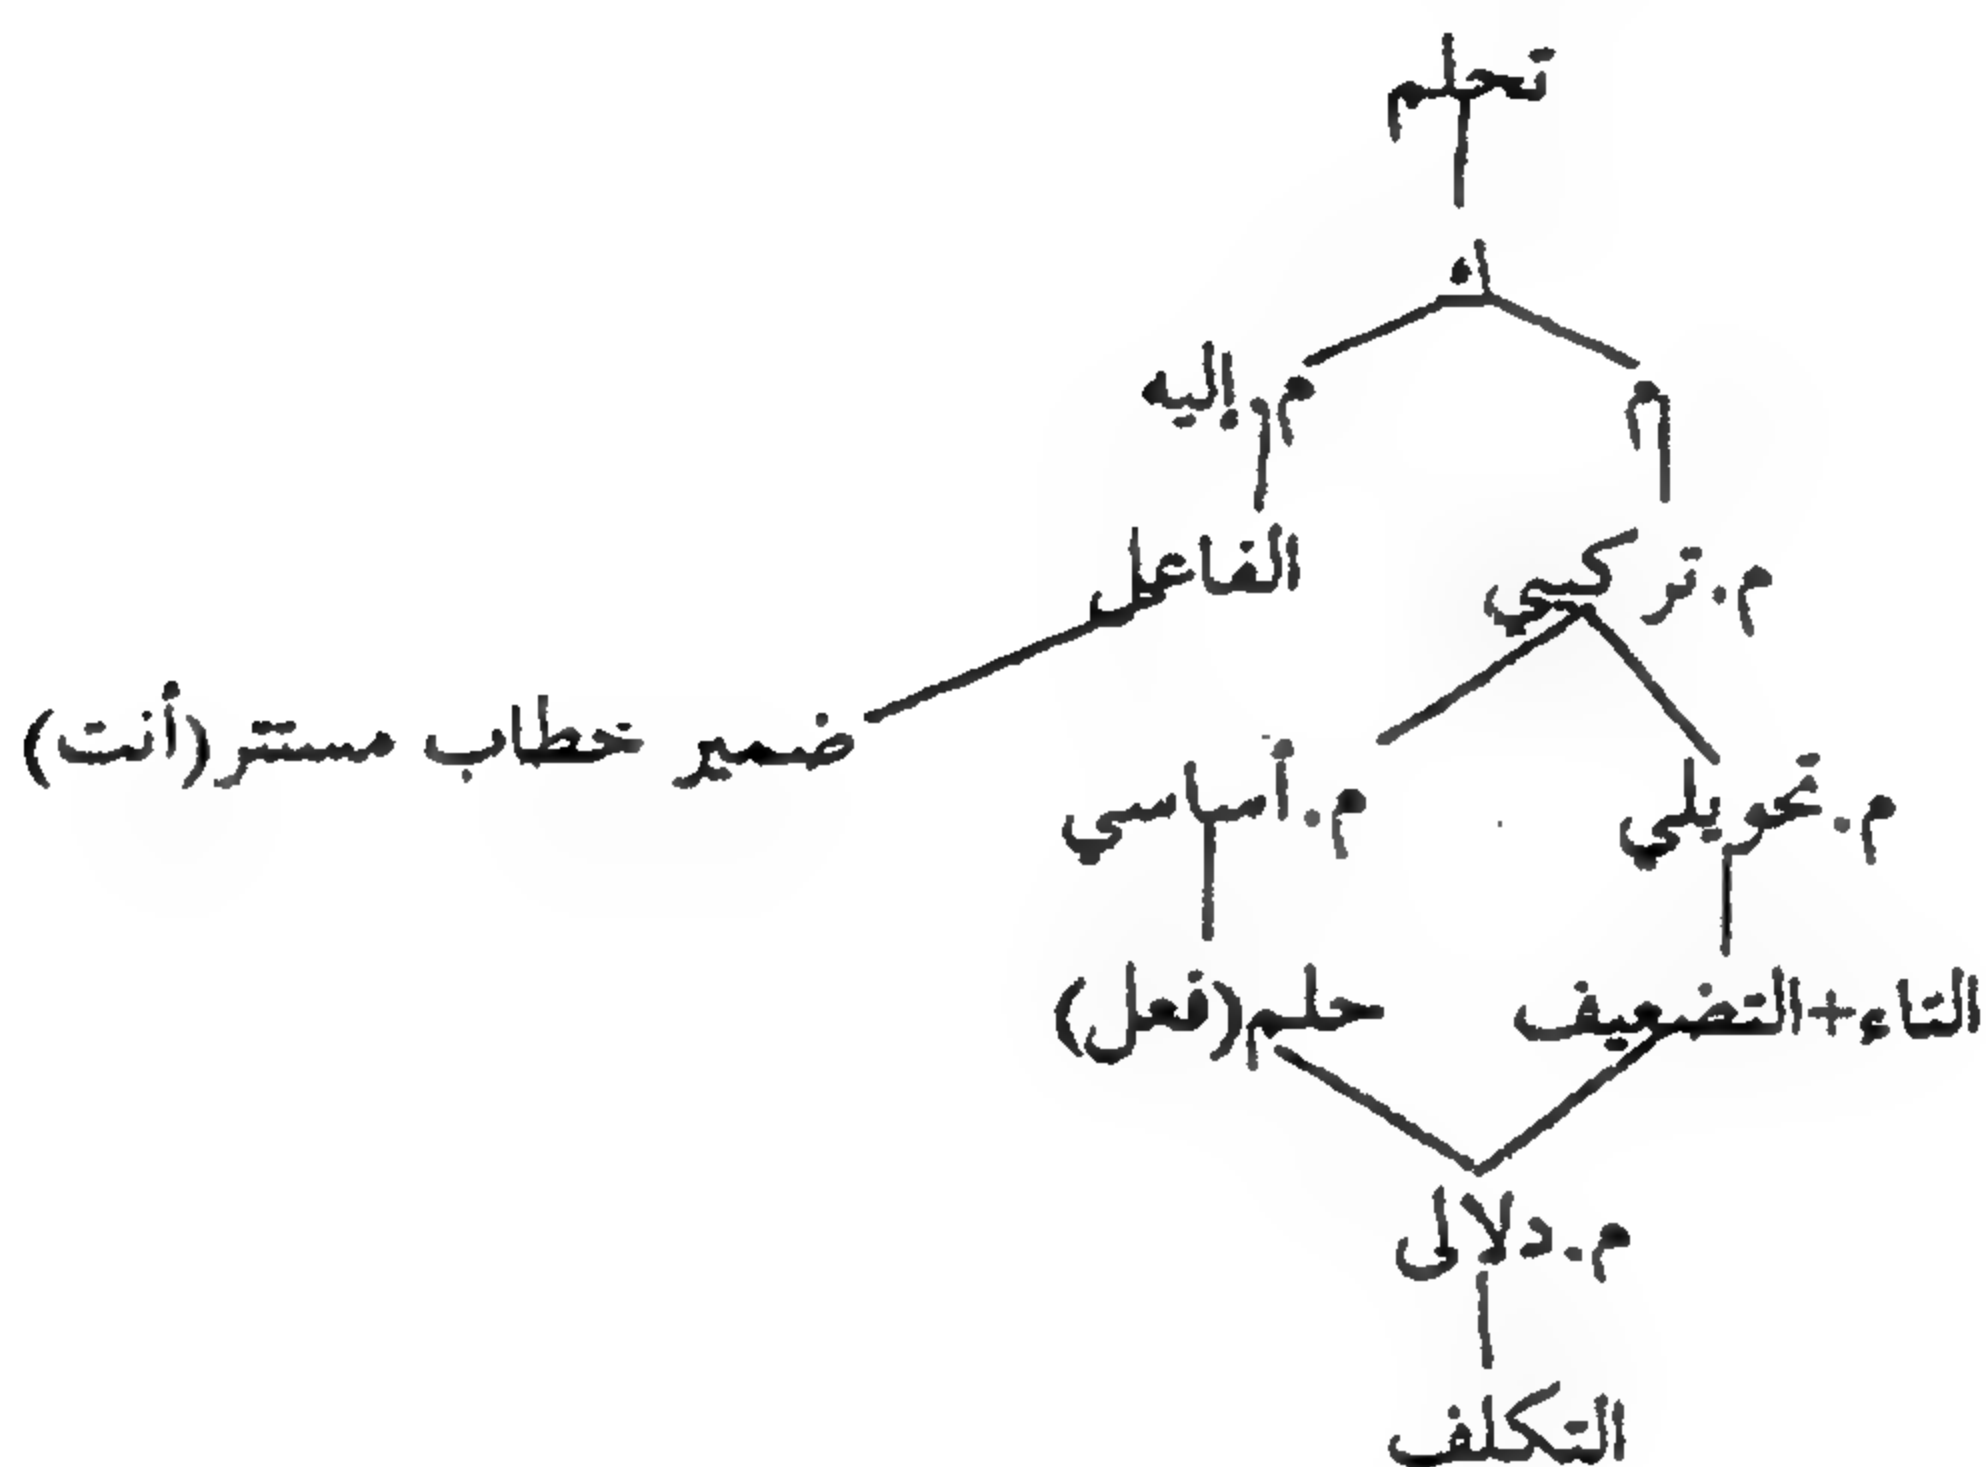 تحلم
ك
م م إليه
م.تركيبي الفاعل
ضمير خطاب مستتر (أنت)
م.تحويلي م.أساسي
التاء+التضعيف حلم(فعل)
م.دلالي
التكلف